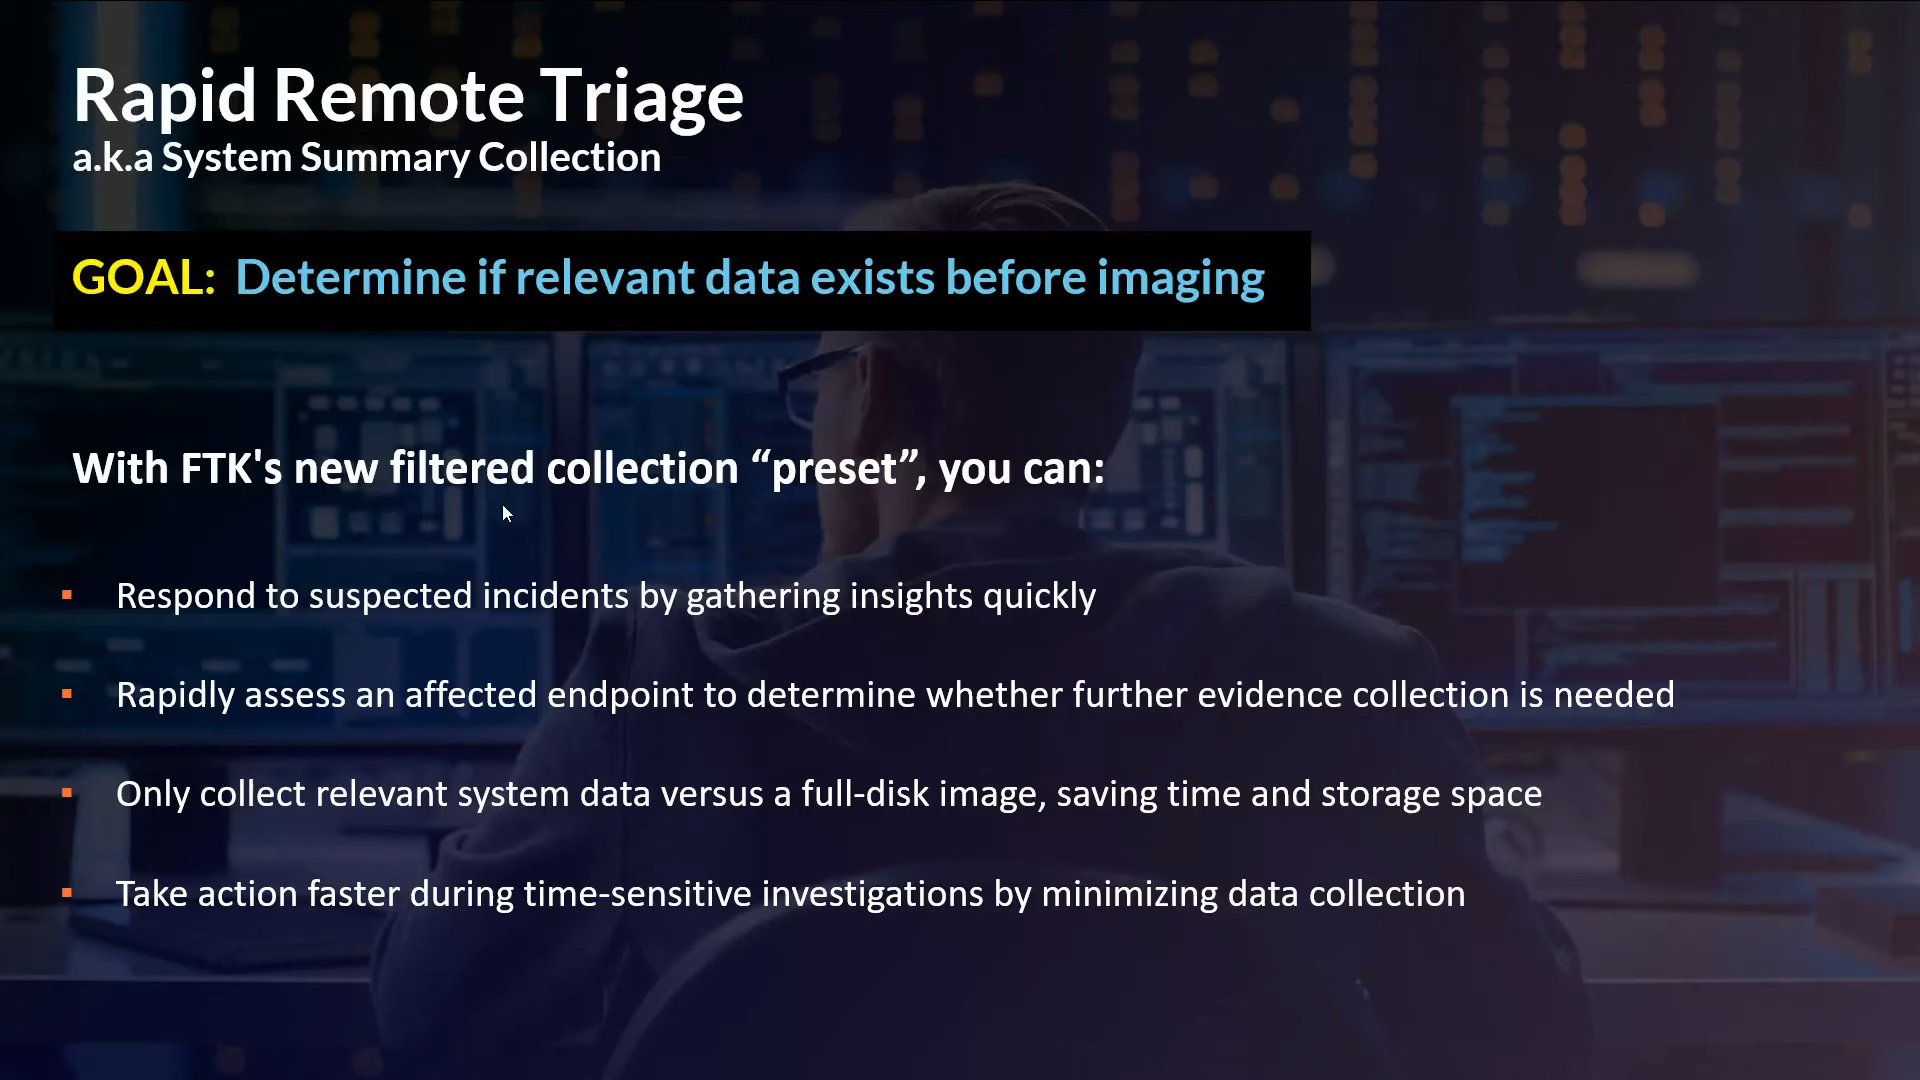 Rapid Remote Triage
a.k.a System Summary Collection
GOAL: Determine if relevant data exists before imaging
With FTK's new filtered collection “preset”, you can:
▪ Respond to suspected incidents by gathering insights quickly
▪ Rapidly assess an affected endpoint to determine whether further evidence collection is needed
▪ Only collect relevant system data versus a full-disk image, saving time and storage space
▪ Take action faster during time-sensitive investigations by minimizing data collection